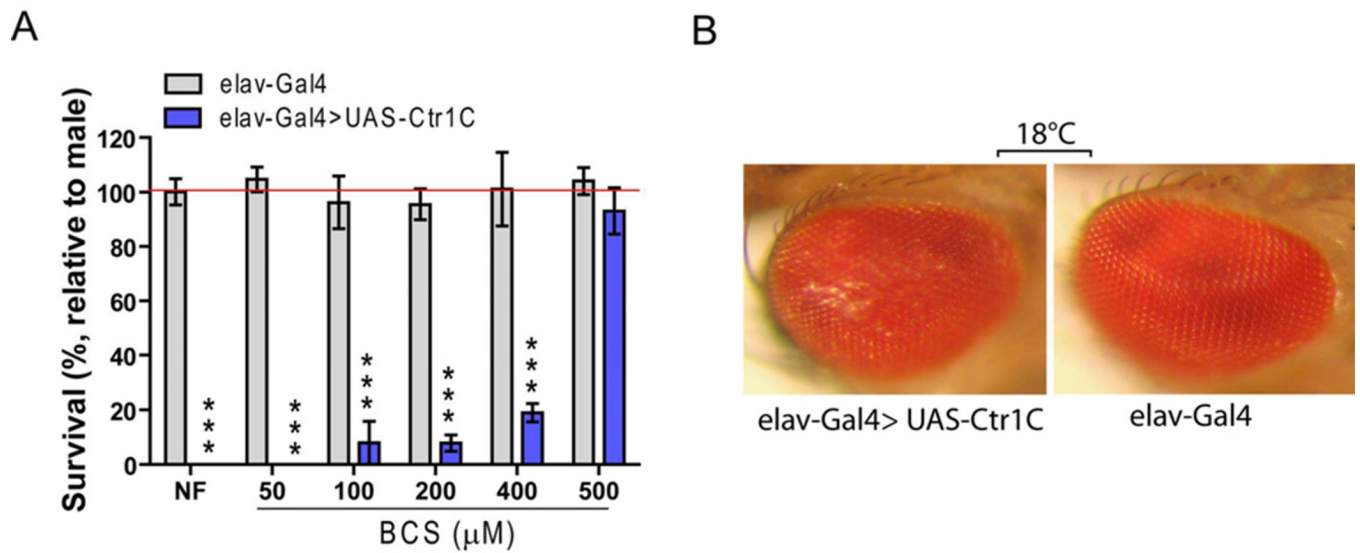 A
elav-Gal4
elav-Gal4>UAS-Ctr1C
Survival (%, relative to male)
120
100
80
60
40
20
0
***
***
***
***
***
NF
50
100
200
400
500
BCS (μM)
B
18°C
elav-Gal4> UAS-Ctr1C
elav-Gal4